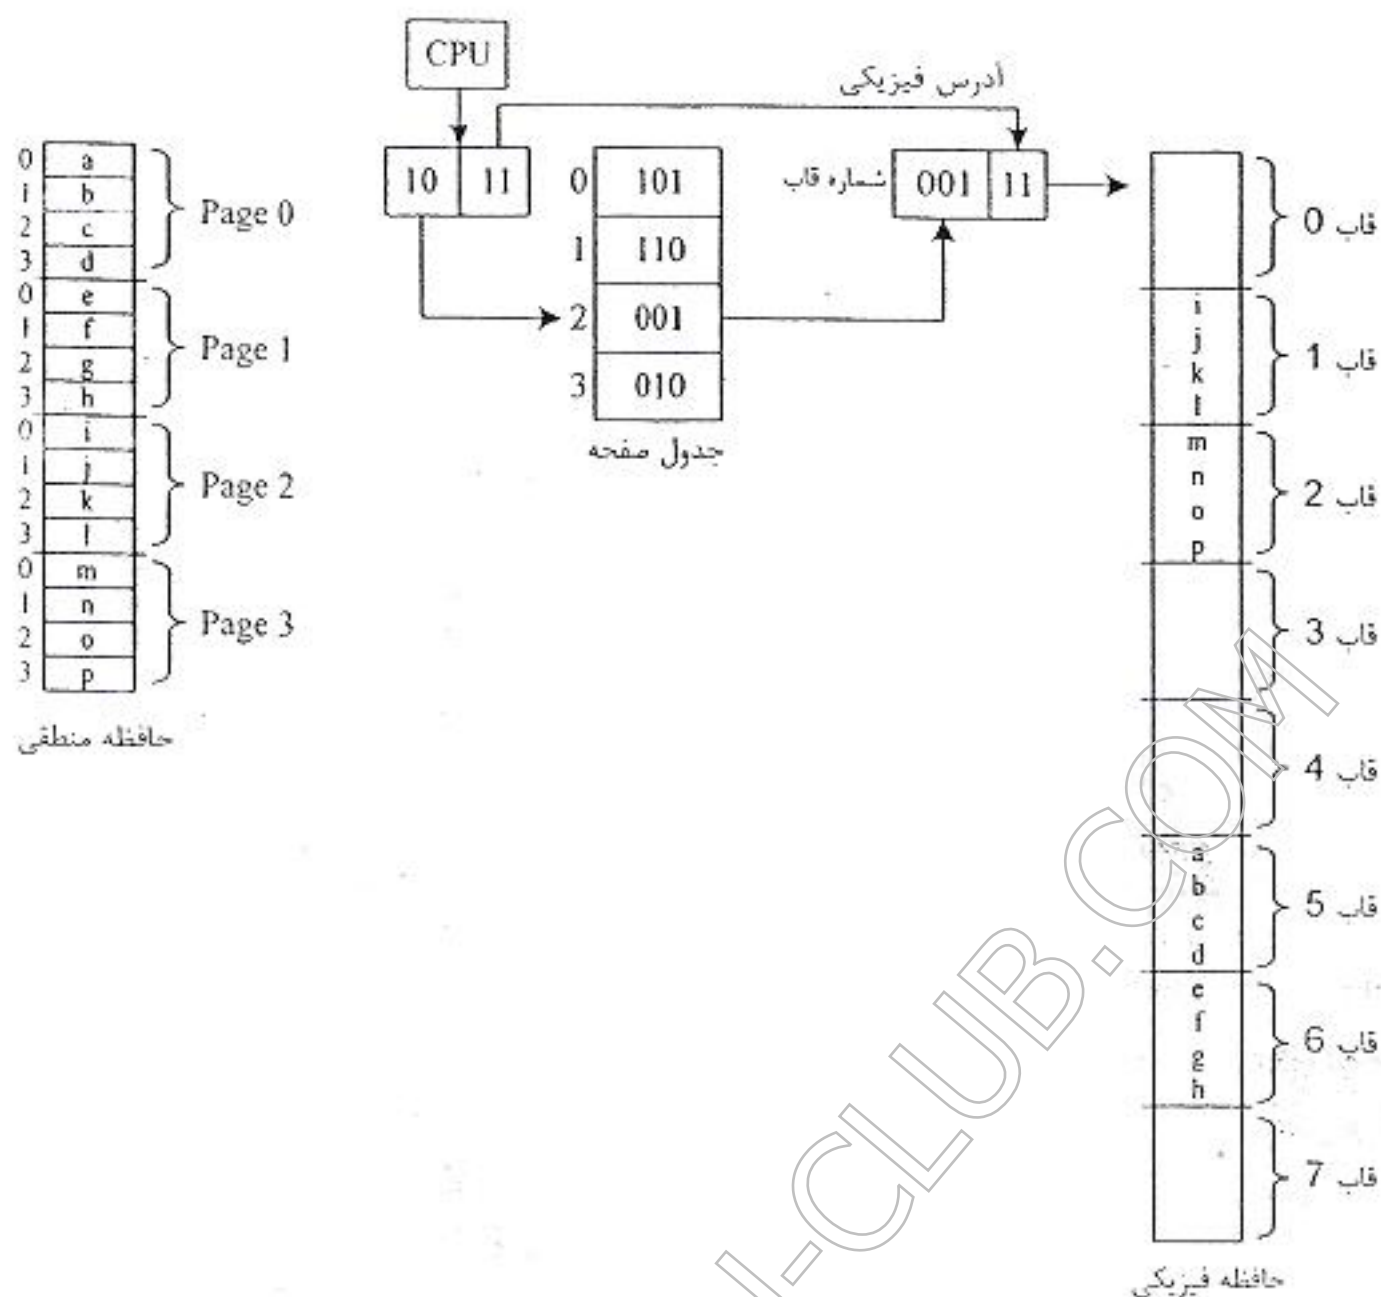 CPU
آدرس فیزیکی
10 11
شماره قاب 001 11
0 101
1 110
2 001
3 010
جدول صفحه
0 a
1 b
2 c
3 d
Page 0
0 e
1 f
2 g
3 h
Page 1
0 i
1 j
2 k
3 l
Page 2
0 m
1 n
2 o
3 p
Page 3
حافظه منطقی
قاب 0
i
j
k
l
قاب 1
m
n
o
p
قاب 2
قاب 3
قاب 4
a
b
c
d
قاب 5
e
f
g
h
قاب 6
قاب 7
حافظه فیزیکی
I-CLUB.COM